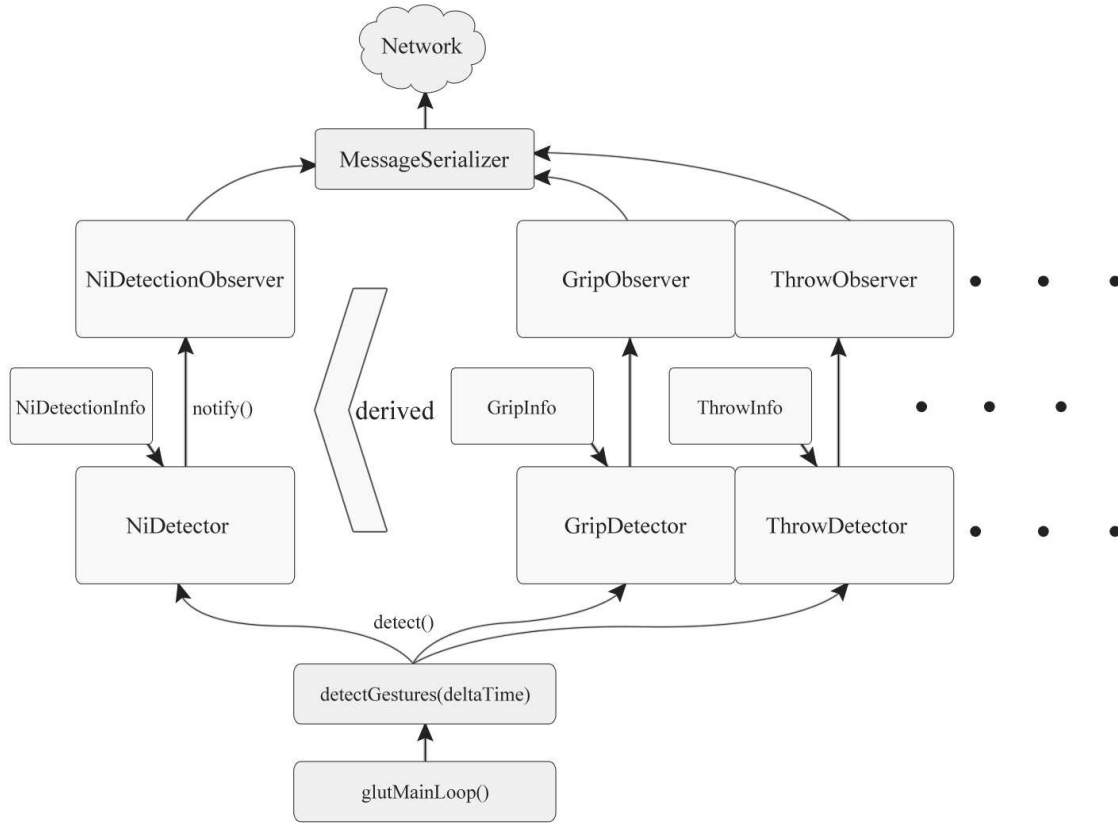 Network
MessageSerializer
NiDetectionObserver
GripObserver
ThrowObserver
NiDetectionInfo
notify()
derived
GripInfo
ThrowInfo
NiDetector
GripDetector
ThrowDetector
detect()
detectGestures(deltaTime)
glutMainLoop()